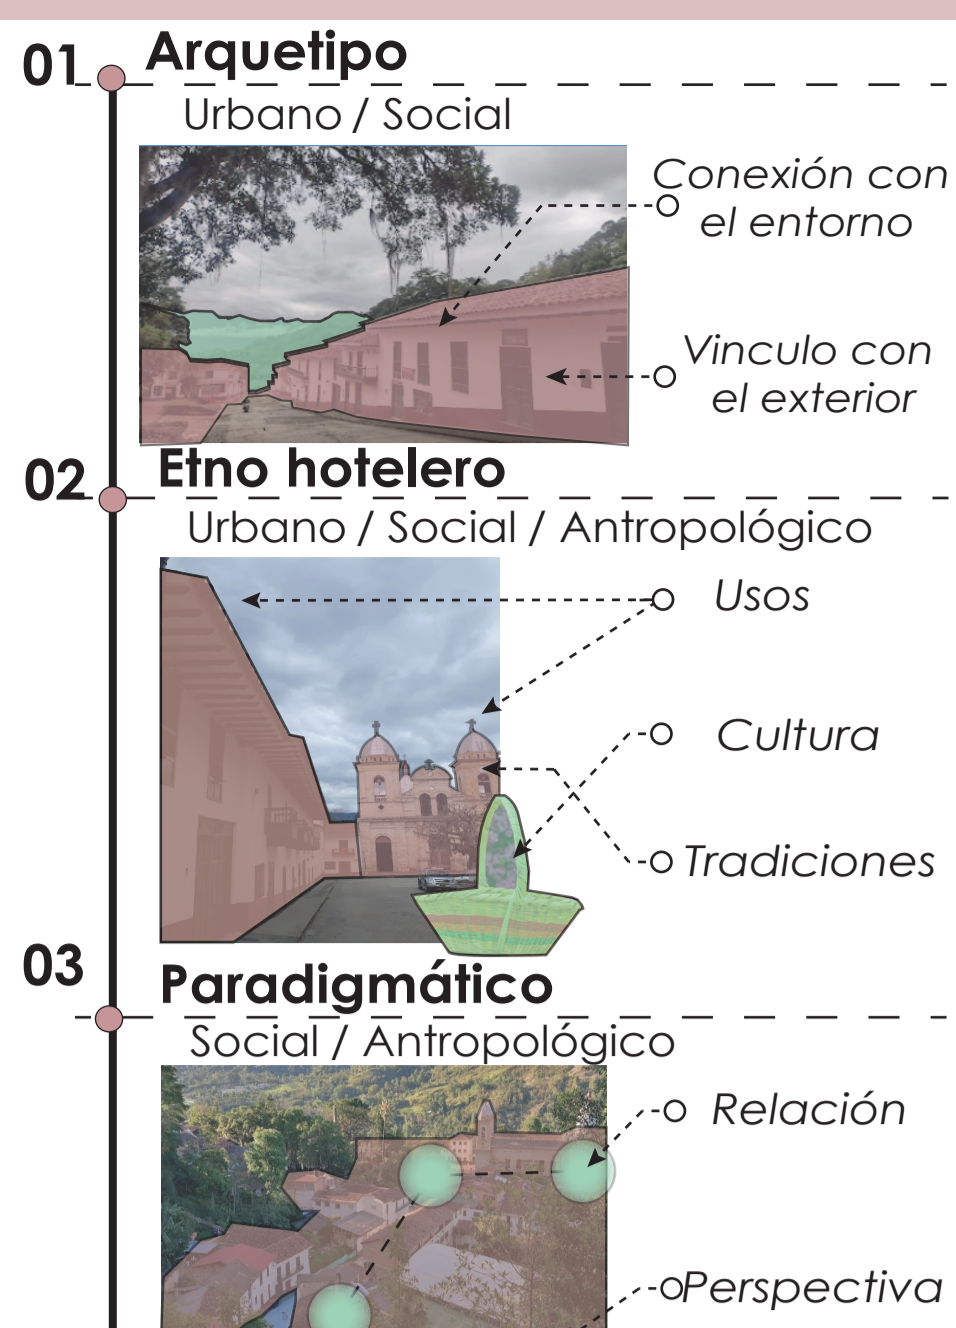 01
Arquetipo
Urbano / Social
Conexión con
el entorno
Vinculo con
el exterior
02
Etno hotelero
Urbano / Social / Antropológico
Usos
Cultura
Tradiciones
03
Paradigmático
Social / Antropológico
Relación
Perspectiva